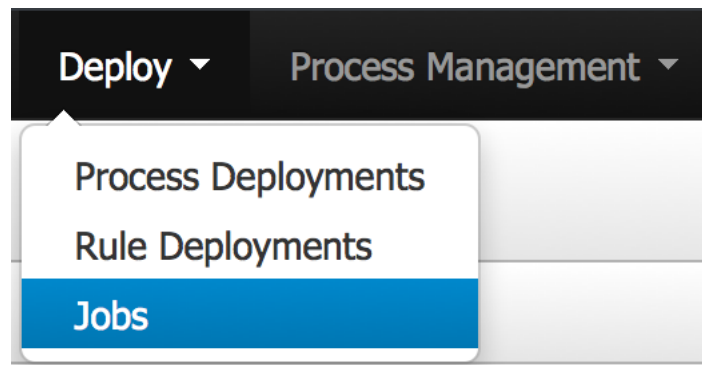 Deploy Process Management
Process Deployments
Rule Deployments
Jobs